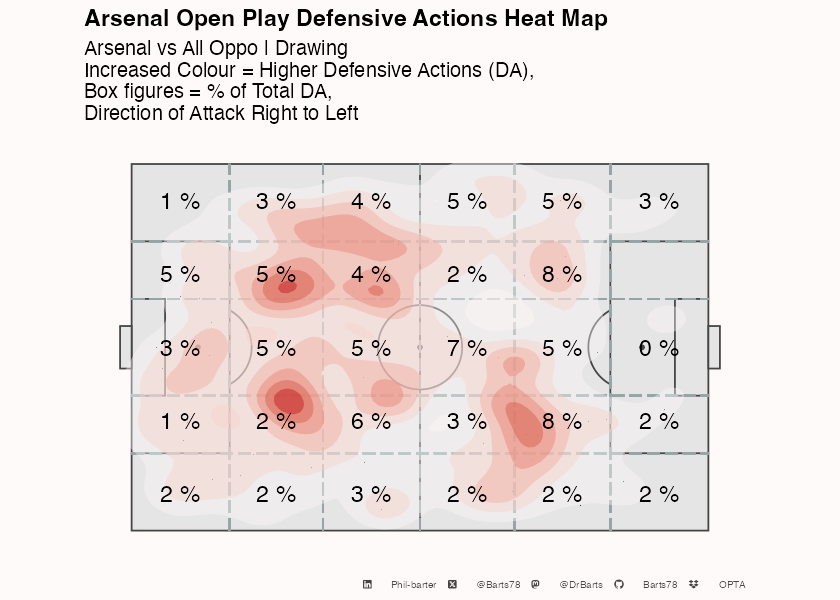 Arsenal Open Play Defensive Actions Heat Map
Arsenal vs All Oppo | Drawing
Increased Colour = Higher Defensive Actions (DA),
Box figures = % of Total DA,
Direction of Attack Right to Left
1 % 3 % 4 % 5 % 5 % 3 %
5 % 5 % 4 % 2 % 8 %
3 % 5 % 5 % 7 % 5 % 0 %
1 % 2 % 6 % 3 % 8 % 2 %
2 % 2 % 3 % 2 % 2 % 2 %
Phil-barter @Barts78 @DrBarts Barts78 OPTA